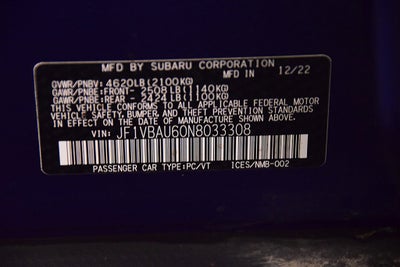 MFD BY SUBARU CORPORATION
MADE IN JAPAN 12/22
GVWR/PNBV: 4620LB(2100KG)
GAWR/PNBE:FRONT- 2508LB(1140KG)
GAWR/PNBE:REAR - 2424LB(1100KG)
THIS VEHICLE CONFORMS TO ALL APPLICABLE FEDERAL MOTOR
VEHICLE SAFETY, BUMPER, AND THEFT PREVENTION STANDARDS
IN EFFECT ON THE DATE OF MANUFACTURE SHOWN ABOVE.
VIN: JF1VBAU60N8033308
PASSENGER CAR TYPE:PC/VT ICES/NMB-002